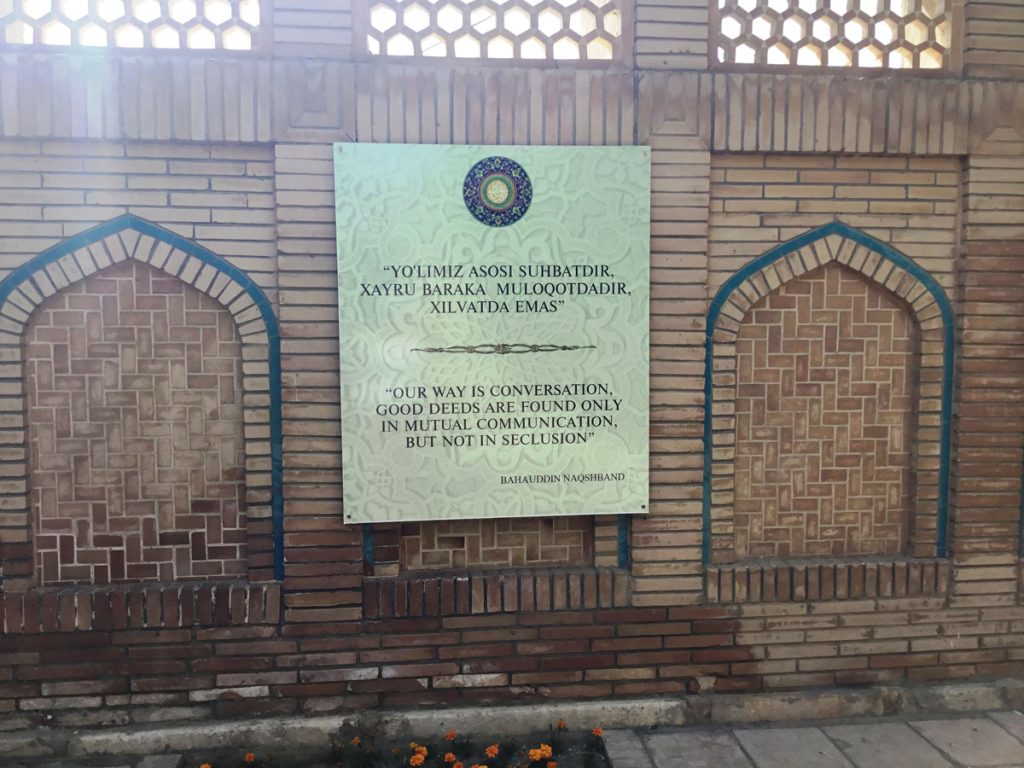 “YO'LIMIZ ASOSI SUHBATDIR,
XAYRU BARAKA MULOQOTDADIR,
XILVATDA EMAS”
“OUR WAY IS CONVERSATION,
GOOD DEEDS ARE FOUND ONLY
IN MUTUAL COMMUNICATION,
BUT NOT IN SECLUSION”
BAHAUDDIN NAQSHBAND